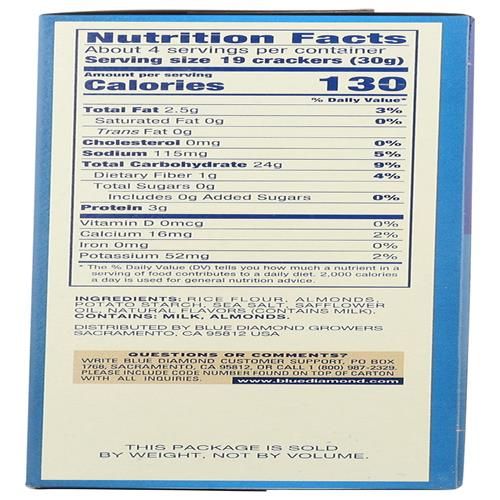 Nutrition Facts
About 4 servings per container
Serving size 19 crackers (30g)
Amount per serving
Calories 130
% Daily Value*
Total Fat 2.5g 3%
Saturated Fat 0g 0%
Trans Fat 0g
Cholesterol 0mg 0%
Sodium 115mg 5%
Total Carbohydrate 24g 9%
Dietary Fiber 1g 4%
Total Sugars 0g
Includes 0g Added Sugars 0%
Protein 3g
Vitamin D 0mcg 0%
Calcium 16mg 2%
Iron 0mg 0%
Potassium 52mg 2%
* The % Daily Value (DV) tells you how much a nutrient in a
serving of food contributes to a daily diet. 2,000 calories
a day is used for general nutrition advice.
INGREDIENTS: RICE FLOUR, ALMONDS,
POTATO STARCH, SEA SALT, SAFFLOWER
OIL, NATURAL FLAVORS (CONTAINS MILK).
CONTAINS: MILK, ALMONDS.
DISTRIBUTED BY BLUE DIAMOND GROWERS
SACRAMENTO, CA 95812 USA
QUESTIONS OR COMMENTS?
WRITE BLUE DIAMOND CUSTOMER SUPPORT, PO BOX
1768, SACRAMENTO, CA 95812, OR CALL 1 (800) 987-2329.
PLEASE INCLUDE CODE NUMBER FOUND ON TOP OF CARTON
WITH ALL INQUIRIES. www.bluediamond.com
THIS PACKAGE IS SOLD
BY WEIGHT, NOT BY VOLUME.